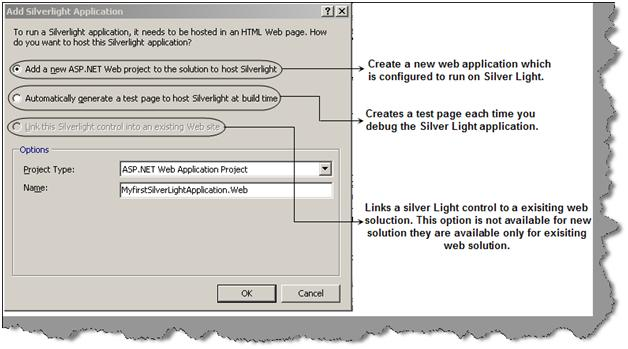 Add Silverlight Application
To run a Silverlight application, it needs to be hosted in an HTML Web page. How
do you want to host this Silverlight application?
Add a new ASP.NET Web project to the solution to host Silverlight
Automatically generate a test page to host Silverlight at build time
Link this Silverlight control into an existing Web site
Options
Project Type:
ASP.NET Web Application Project
Name:
MyfirstSilverLightApplication.Web
OK
Cancel
Create a new web application which
is configured to run on Silver Light.
Creates a test page each time you
debug the Silver Light application.
Links a silver Light control to a exisiting web
soluction. This option is not available for new
solution they are available only for exisiting
web solution.